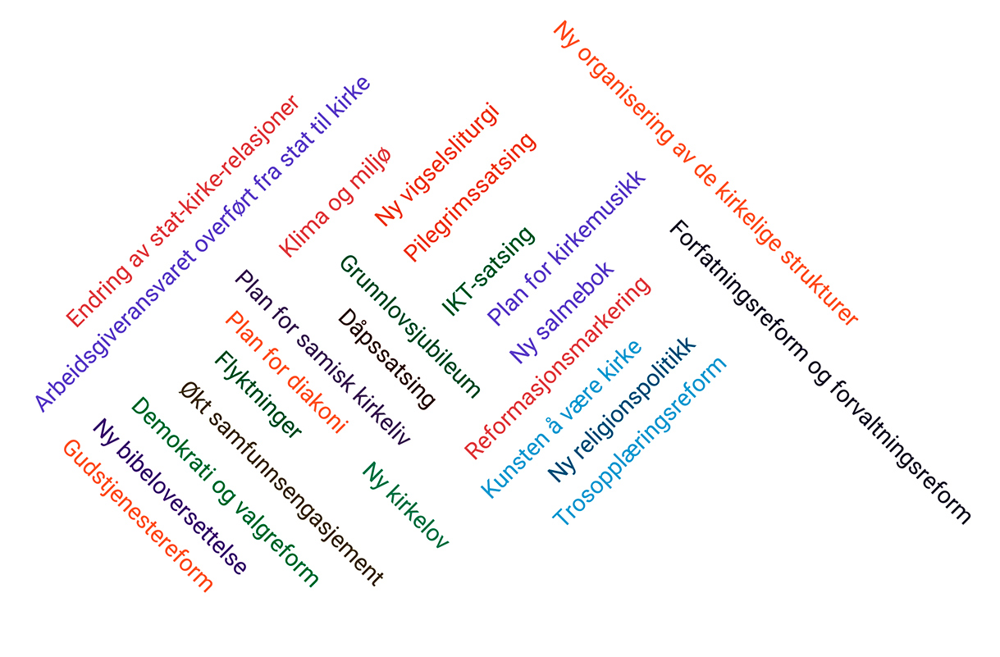 Ny organisering av de kirkelige strukturer
Endring av stat-kirke-relasjoner
Arbeidsgiveransvaret overført fra stat til kirke
Klima og miljø
Ny vigselsliturgi
Pilegrimssatsing
IKT-satsing
Plan for kirkemusikk
Ny salmebok
Reformasjonsmarkering
Forfatningsreform og forvaltningsreform
Grunnlovsjubileum
Plan for samisk kirkeliv
Dåpssatsing
Plan for diakoni
Flyktninger
Økt samfunnsengasjement
Demokrati og valgreform
Ny bibeloversettelse
Gudstjenestereform
Ny kirkelov
Kunsten å være kirke
Ny religionspolitikk
Trosopplæringsreform